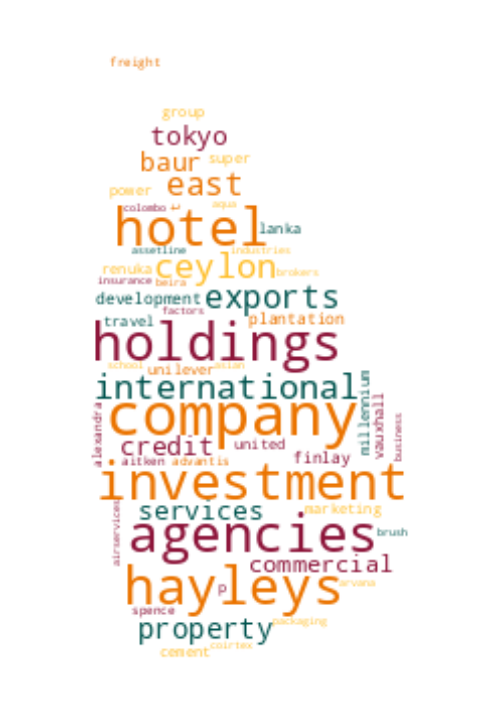 freight
group
tokyo
baur super
east
power
colombo t aqua
hotel lanka
assetline industries
ceylon
renuka brokers
insurance beira
development exports
factors
travel plantation
holdings
school asian
unilever
international
millennium
company
vauxhall
alexandra
business
credit united
aitken advantis finlay
investment
services marketing
airservices
agencies brush
commercial
hayleys arvana
p
spence
property packaging
cement coirtex